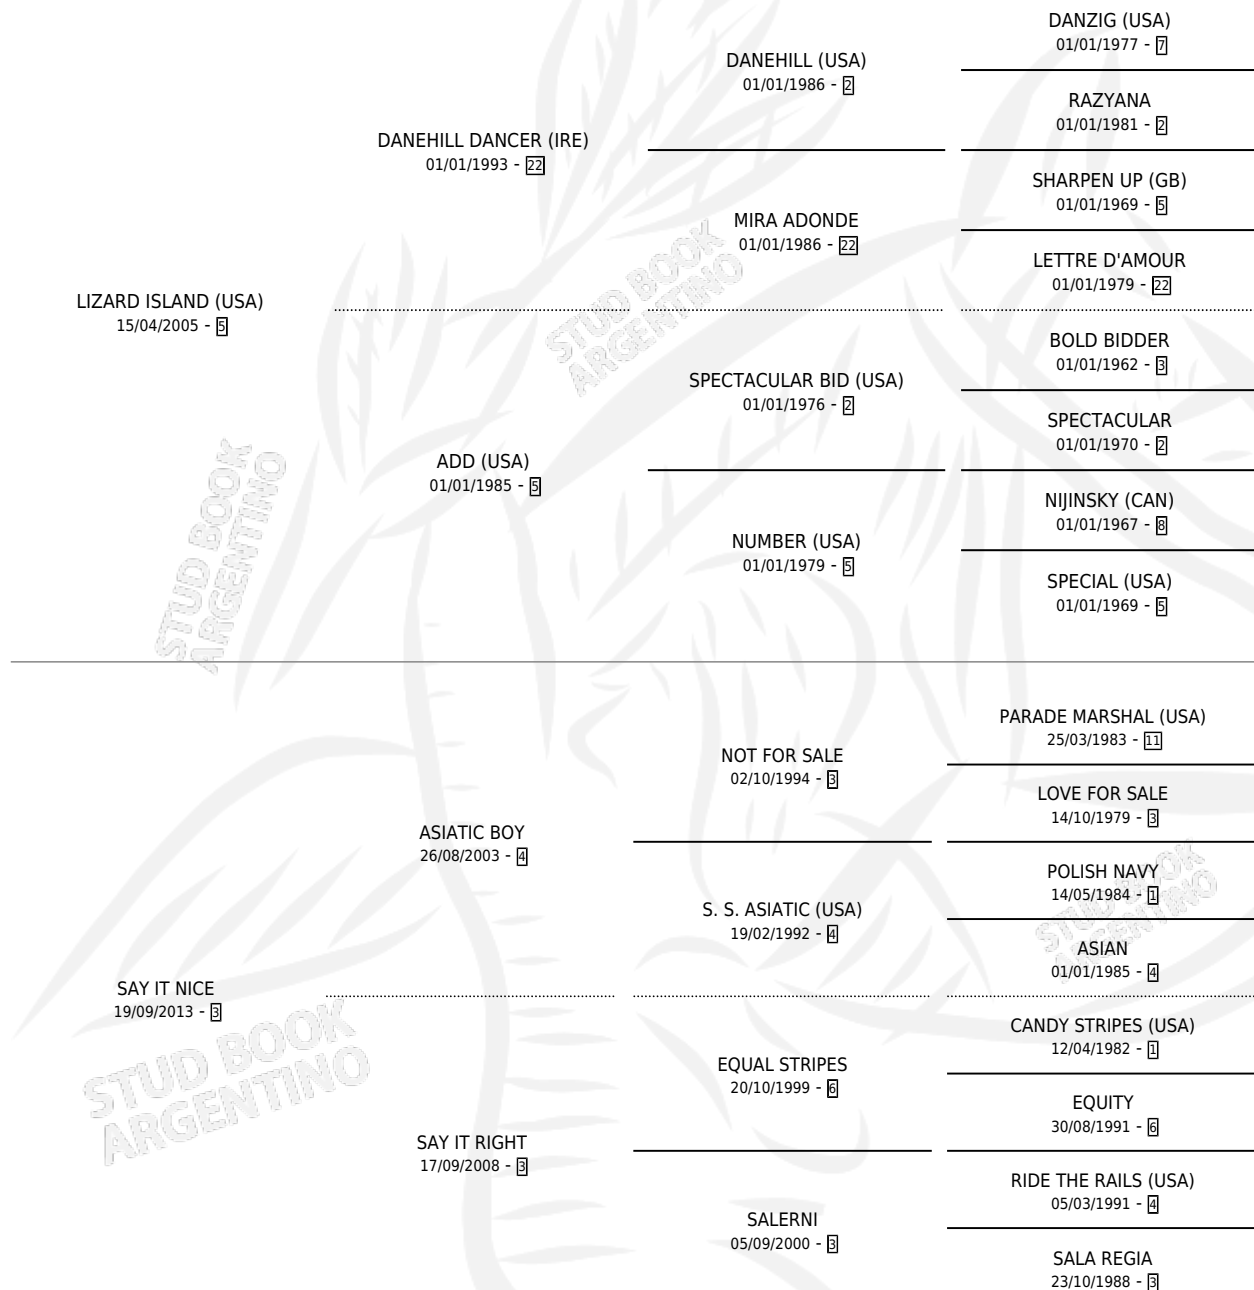 DANZIG (USA)
01/01/1977 - 7
DANEHILL (USA)
01/01/1986 - 2
RAZYANA
01/01/1981 - 2
DANEHILL DANCER (IRE)
01/01/1993 - 22
SHARPEN UP (GB)
01/01/1969 - 5
MIRA ADONDE
01/01/1986 - 22
LETTRE D'AMOUR
01/01/1979 - 22
LIZARD ISLAND (USA)
15/04/2005 - 5
BOLD BIDDER
01/01/1962 - 3
SPECTACULAR BID (USA)
01/01/1976 - 2
SPECTACULAR
01/01/1970 - 2
ADD (USA)
01/01/1985 - 5
NIJINSKY (CAN)
01/01/1967 - 8
NUMBER (USA)
01/01/1979 - 5
SPECIAL (USA)
01/01/1969 - 5
PARADE MARSHAL (USA)
25/03/1983 - 11
NOT FOR SALE
02/10/1994 - 3
LOVE FOR SALE
14/10/1979 - 3
ASIATIC BOY
26/08/2003 - 4
POLISH NAVY
14/05/1984 - 1
S. S. ASIATIC (USA)
19/02/1992 - 4
ASIAN
01/01/1985 - 4
SAY IT NICE
19/09/2013 - 3
CANDY STRIPES (USA)
12/04/1982 - 1
EQUAL STRIPES
20/10/1999 - 6
EQUITY
30/08/1991 - 6
SAY IT RIGHT
17/09/2008 - 3
RIDE THE RAILS (USA)
05/03/1991 - 4
SALERNI
05/09/2000 - 3
SALA REGIA
23/10/1988 - 3
STUD BOOK
ARGENTINO
STUD BOOK
ARGENTINO
STUD BOOK
ARGENTINO
STUD BOOK
ARGENTINO